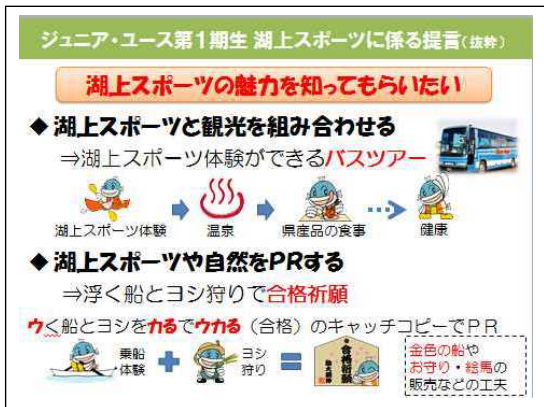 ジュニア・ユース第1期生 湖上スポーツに係る提言(抜粋)
湖上スポーツの魅力を知ってもらいたい
◆湖上スポーツと観光を組み合わせる
⇒湖上スポーツ体験ができるバスツアー
湖上スポーツ体験 温泉 県産品の食事 健康
◆湖上スポーツや自然をPRする
⇒浮く船とヨシ狩りで合格祈願
ウく船とヨシをカるでウカる(合格)のキャッチコピーでPR
乗船体験 + ヨシ狩り = 合格祈願
金色の船や
お守り・絵馬の
販売などの工夫